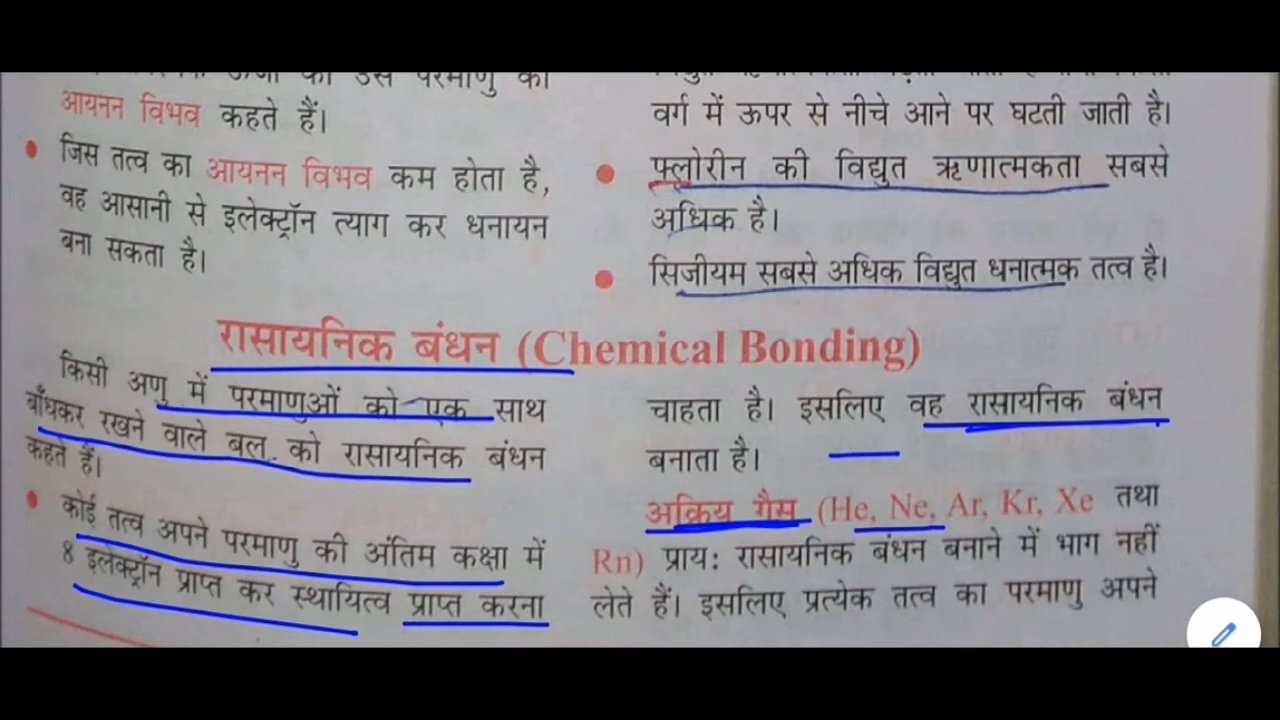 परमाणु की
आयनन विभव कहते हैं।
• जिस तत्व का आयनन विभव कम होता है,
वह आसानी से इलेक्ट्रॉन त्याग कर धनायन
बना सकता है।
वर्ग में ऊपर से नीचे आने पर घटती जाती है।
• फ्लोरीन की विद्युत ऋणात्मकता सबसे
अधिक है।
• सिजीयम सबसे अधिक विद्युत धनात्मक तत्व है।
रासायनिक बंधन (Chemical Bonding)
किसी अणु में परमाणुओं को एक साथ
बाँधकर रखने वाले बल को रासायनिक बंधन
कहते हैं।
• कोई तत्व अपने परमाणु की अंतिम कक्षा में
8 इलेक्ट्रॉन प्राप्त कर स्थायित्व प्राप्त करना
चाहता है। इसलिए वह रासायनिक बंधन
बनाता है।
अक्रिय गैस (He, Ne, Ar, Kr, Xe तथा
Rn) प्रायः रासायनिक बंधन बनाने में भाग नहीं
लेते हैं। इसलिए प्रत्येक तत्व का परमाणु अपने